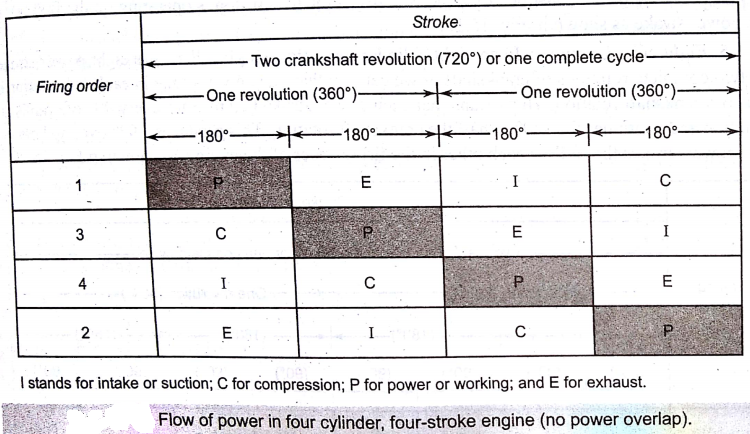 Stroke
Firing order
Two crankshaft revolution (720°) or one complete cycle
One revolution (360°) One revolution (360°)
180° 180° 180° 180°
1 P E I C
3 C P E I
4 I C P E
2 E I C P
I stands for intake or suction; C for compression; P for power or working; and E for exhaust.
Flow of power in four cylinder, four-stroke engine (no power overlap).